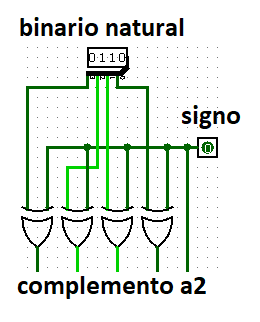 binario natural
0110
signo
0
complemento a2